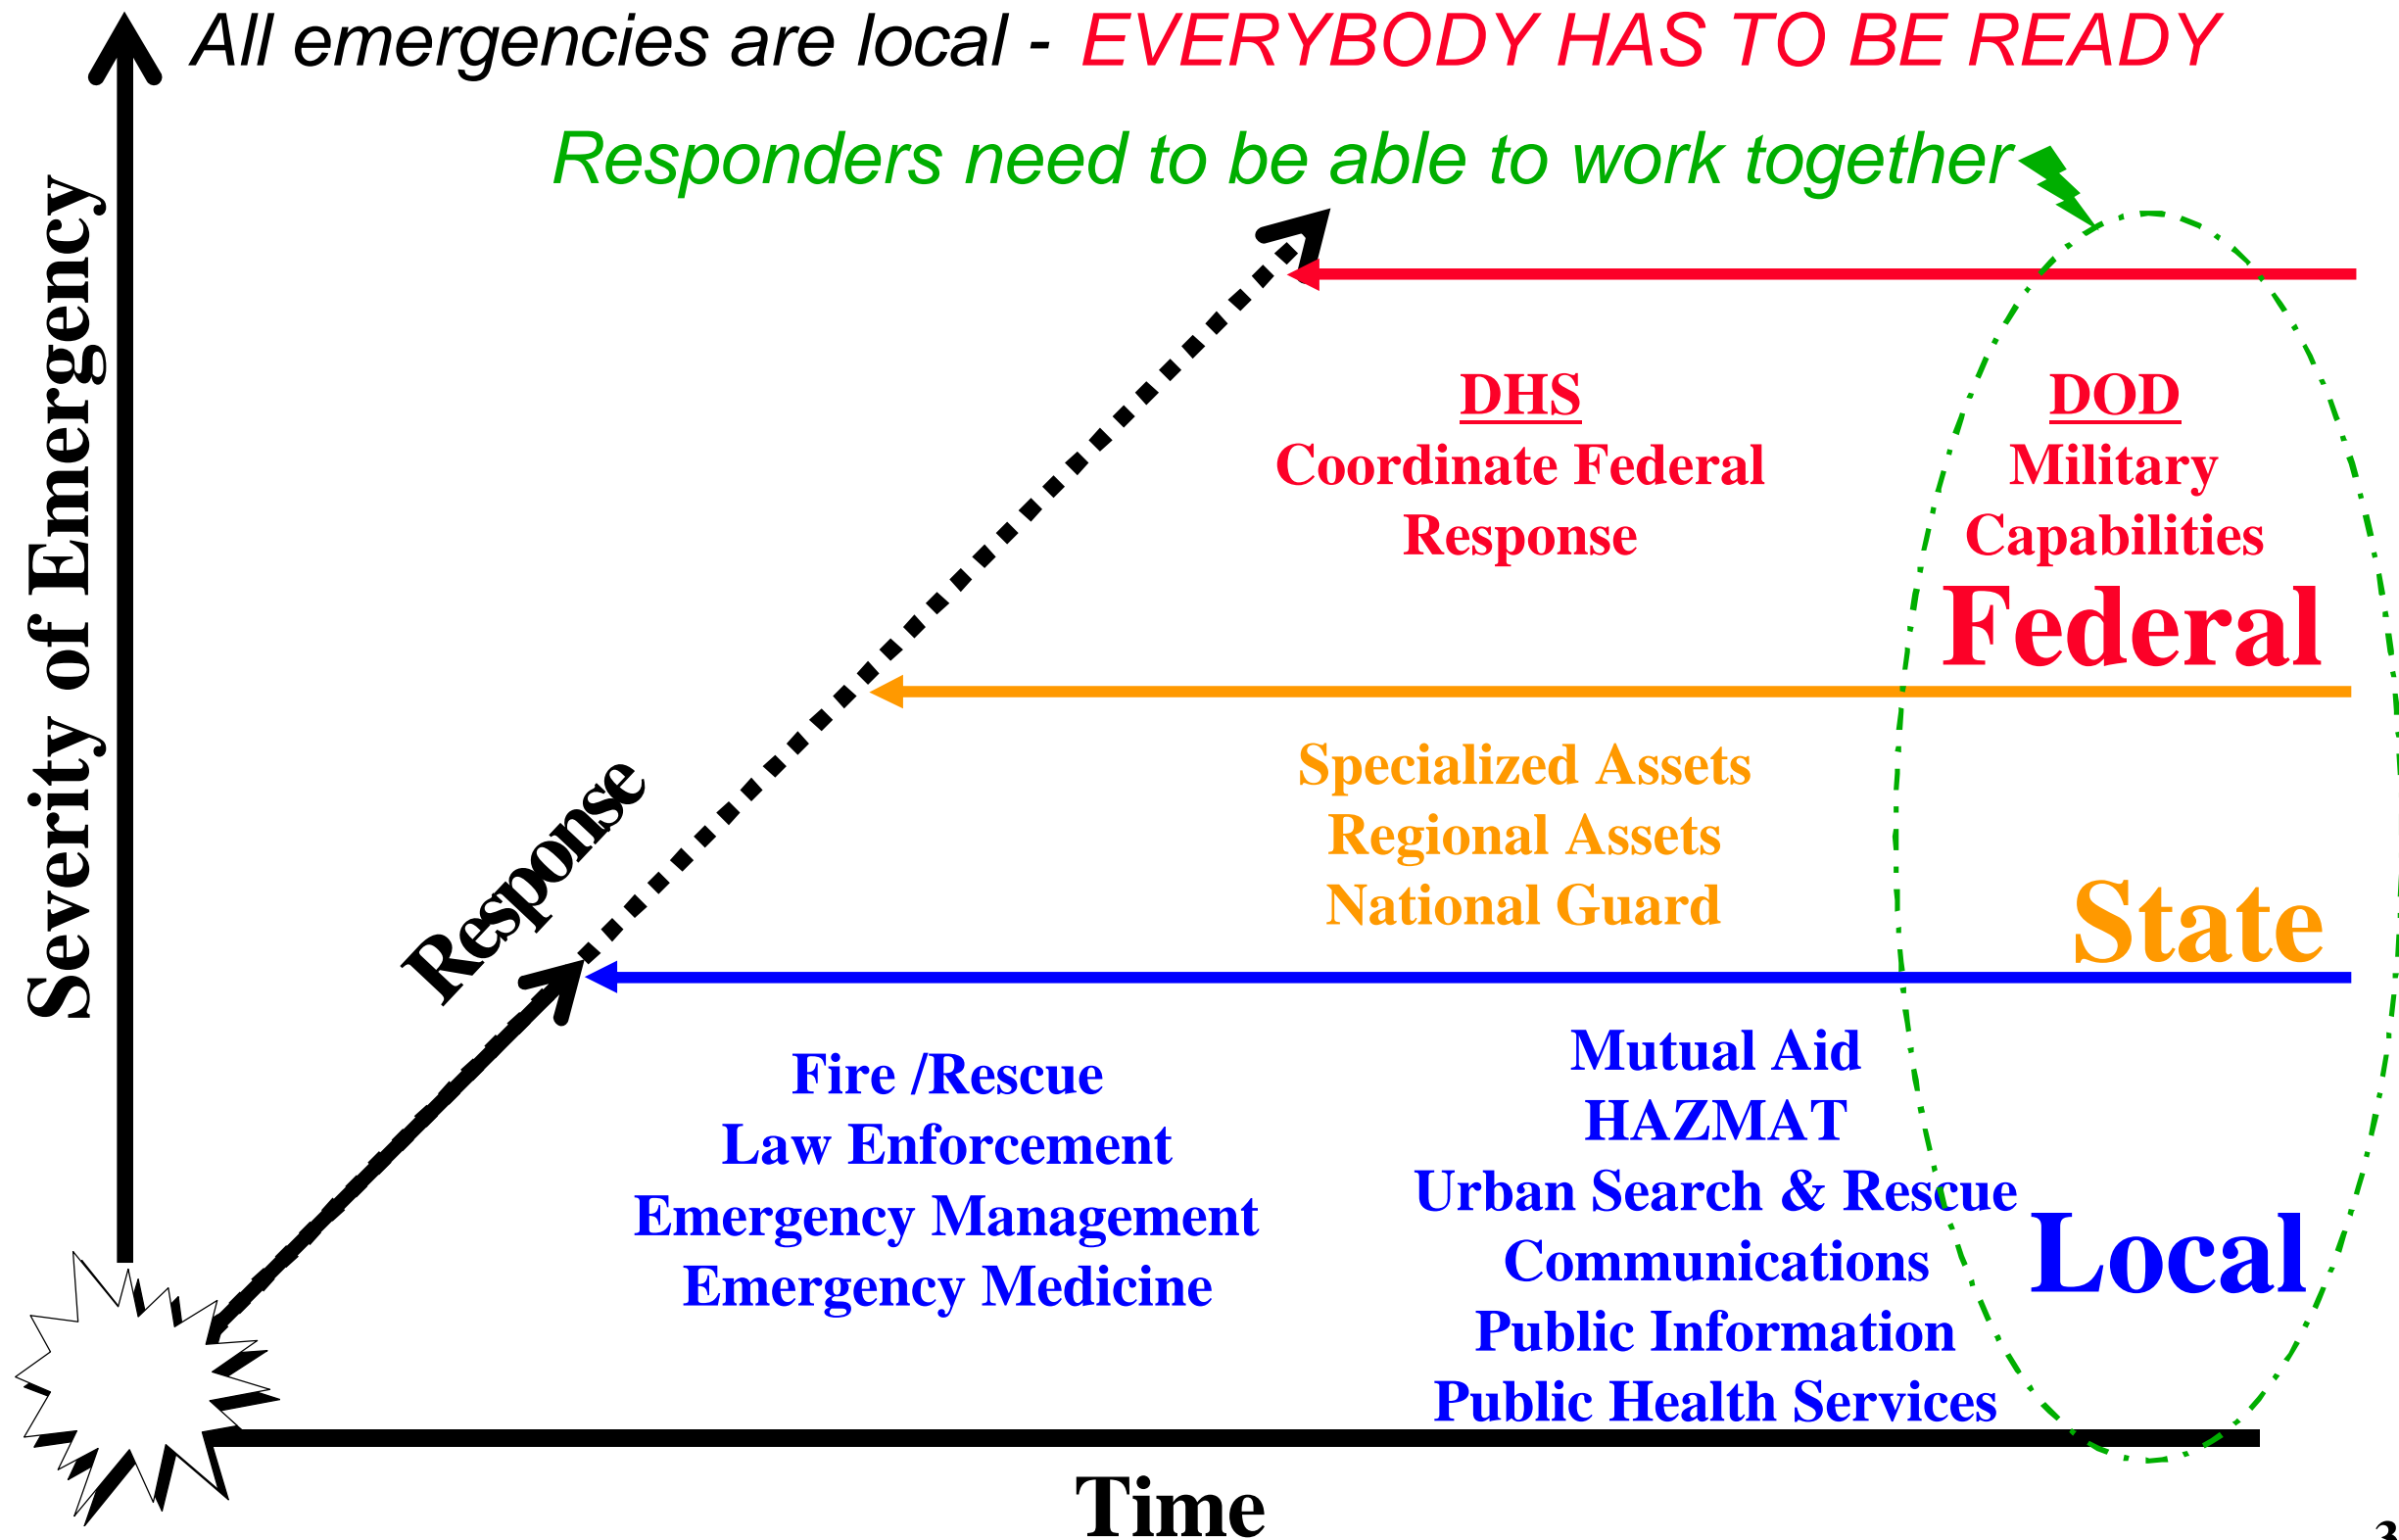 All emergencies are local - EVERYBODY HAS TO BE READY
Responders need to be able to work together
Severity of Emergency
Response
DHS
Coordinate Federal
Response
DOD
Military
Capabilities
Federal
Specialized Assets
Regional Assets
National Guard
State
Fire /Rescue
Law Enforcement
Emergency Management
Emergency Medicine
Mutual Aid
HAZMAT
Urban Search & Rescue
Communications
Public Information
Public Health Services
Local
Time
3